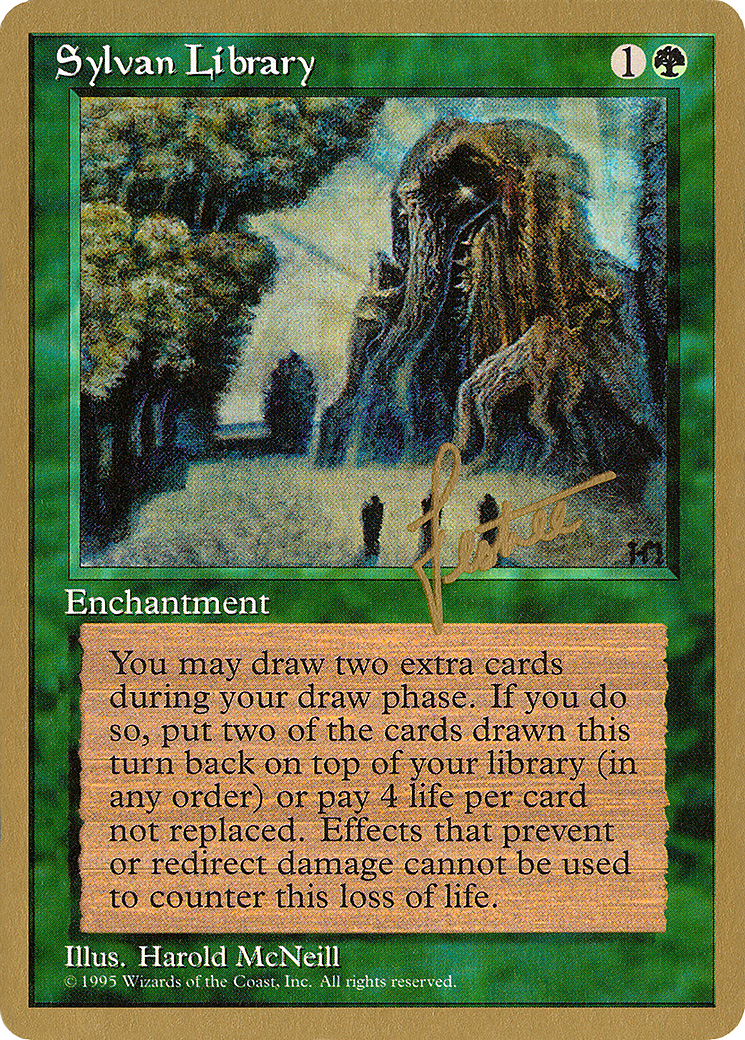 Sylvan Library 1
HM
Enchantment
You may draw two extra cards
during your draw phase. If you do
so, put two of the cards drawn this
turn back on top of your library (in
any order) or pay 4 life per card
not replaced. Effects that prevent
or redirect damage cannot be used
to counter this loss of life.
Illus. Harold McNeill
© 1995 Wizards of the Coast, Inc. All rights reserved.